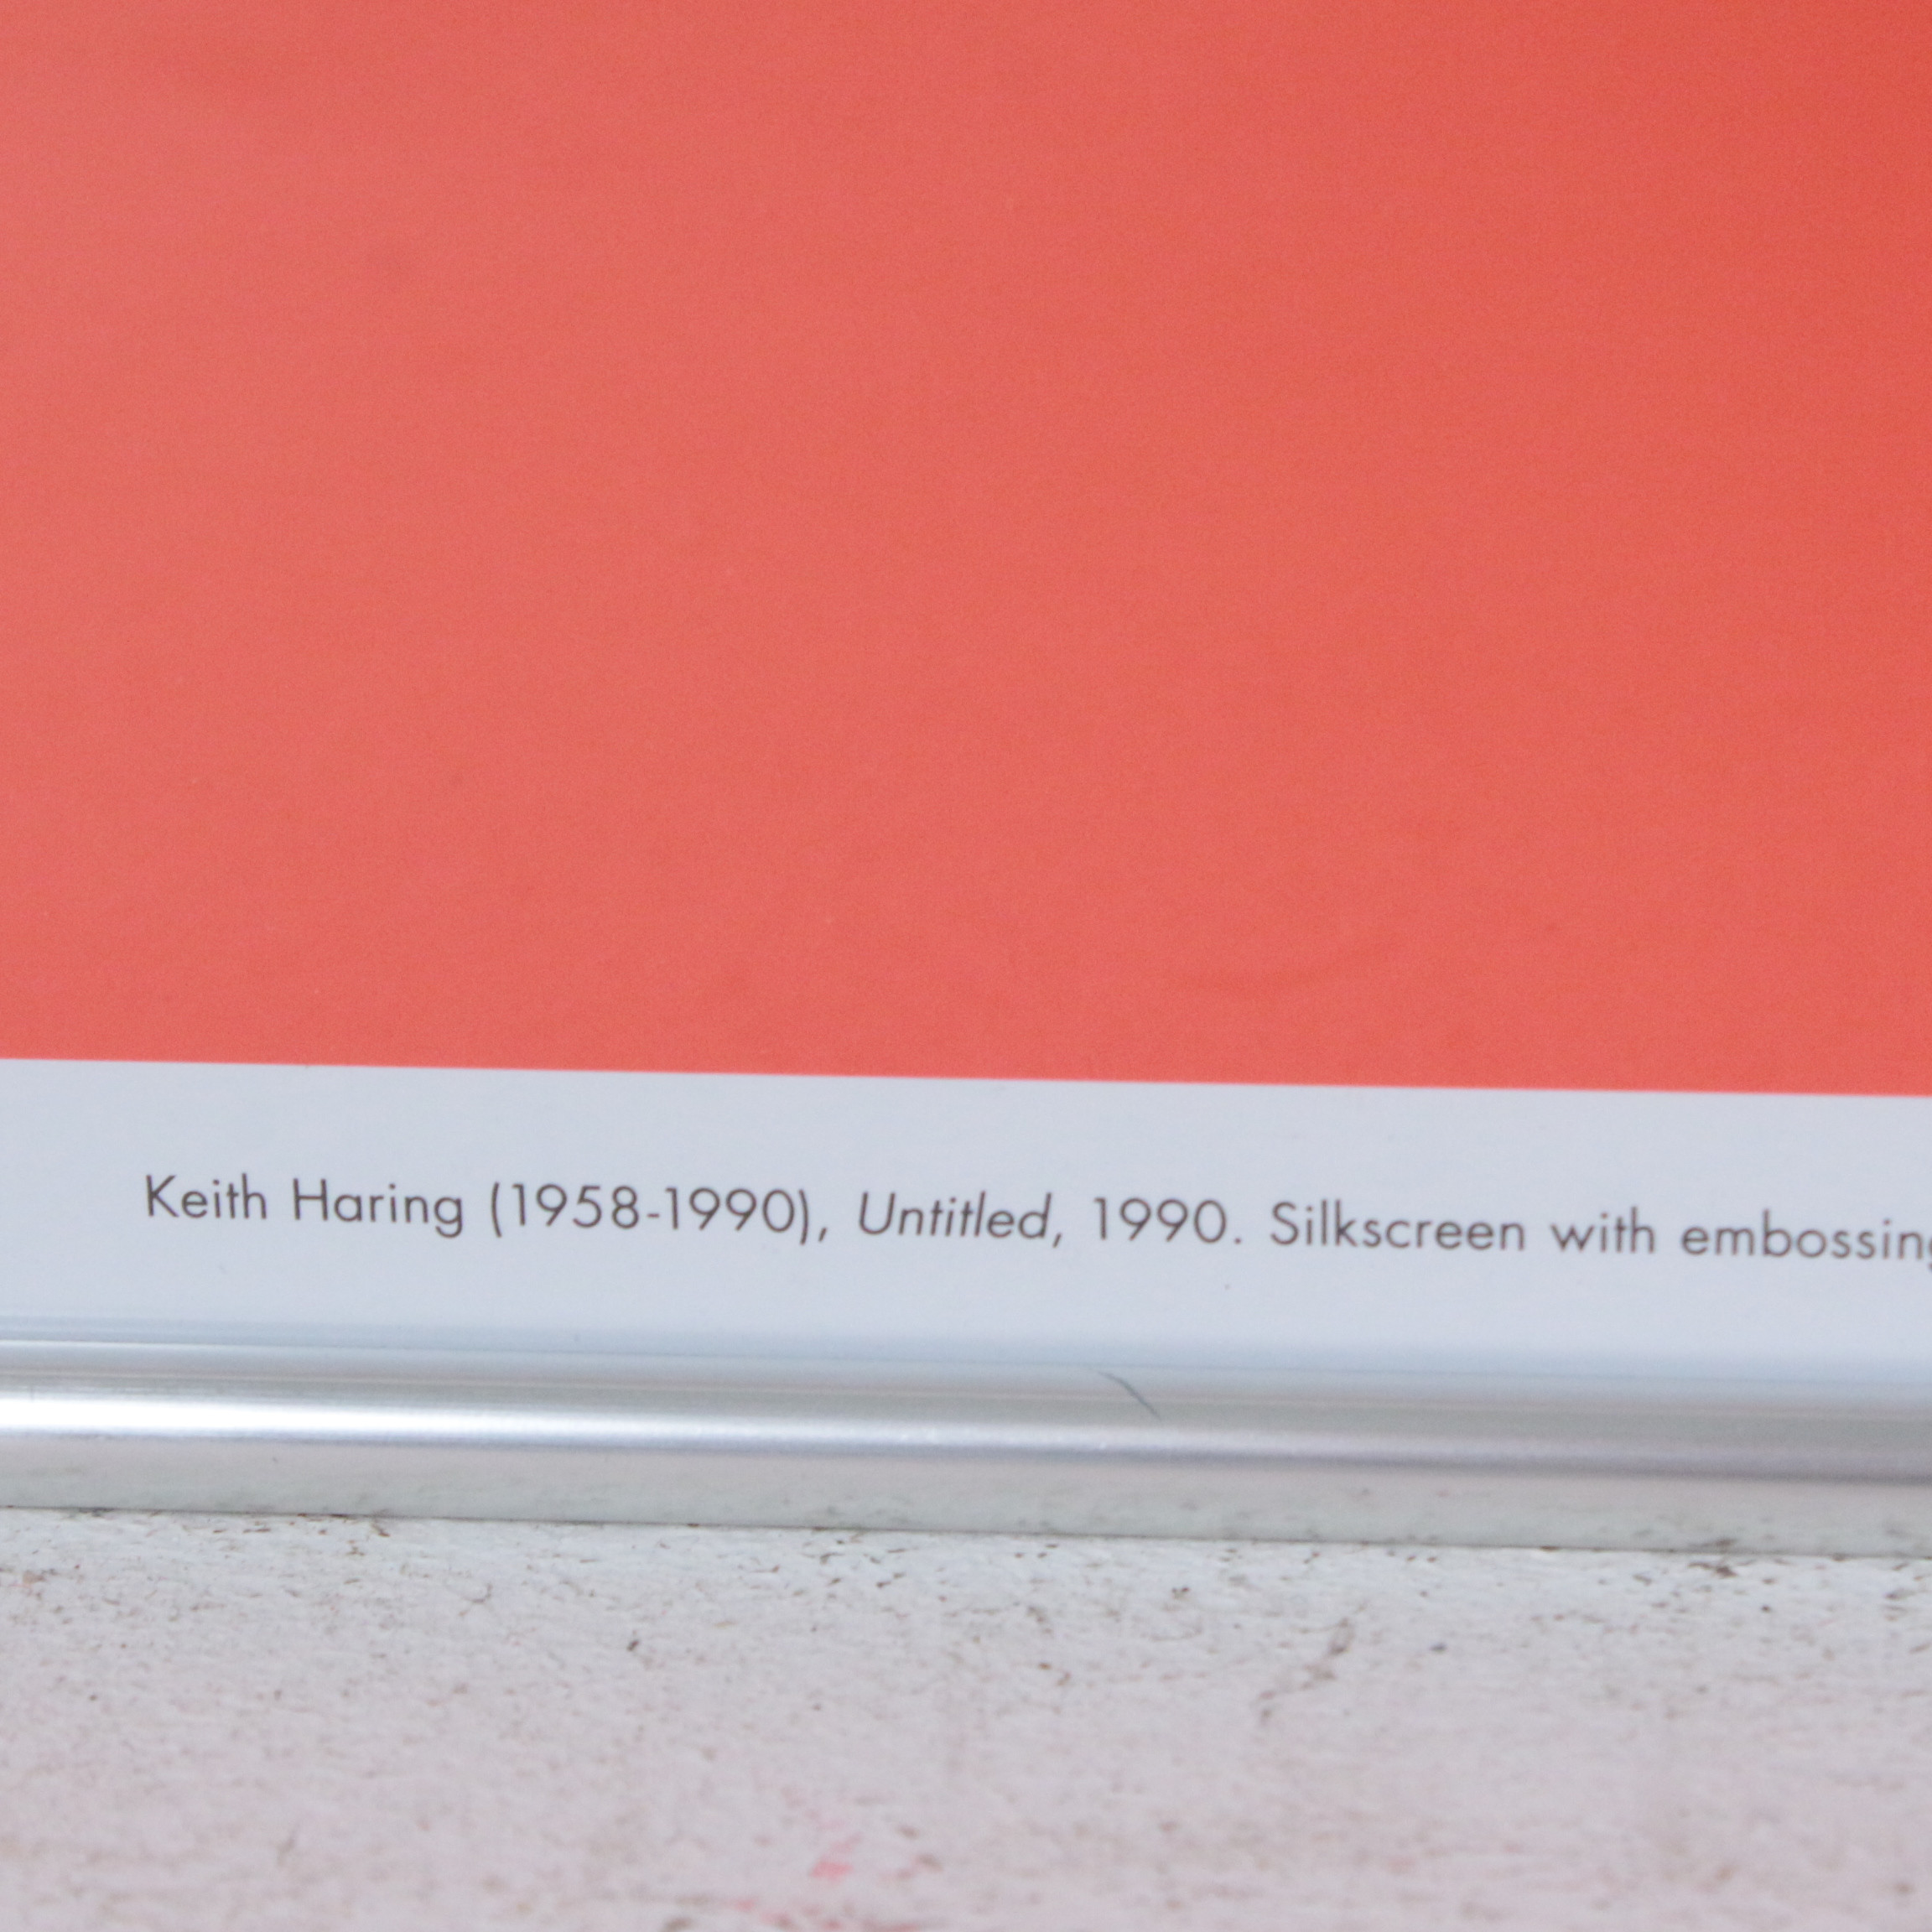 Keith Haring (1958-1990), Untitled, 1990. Silkscreen with embossing